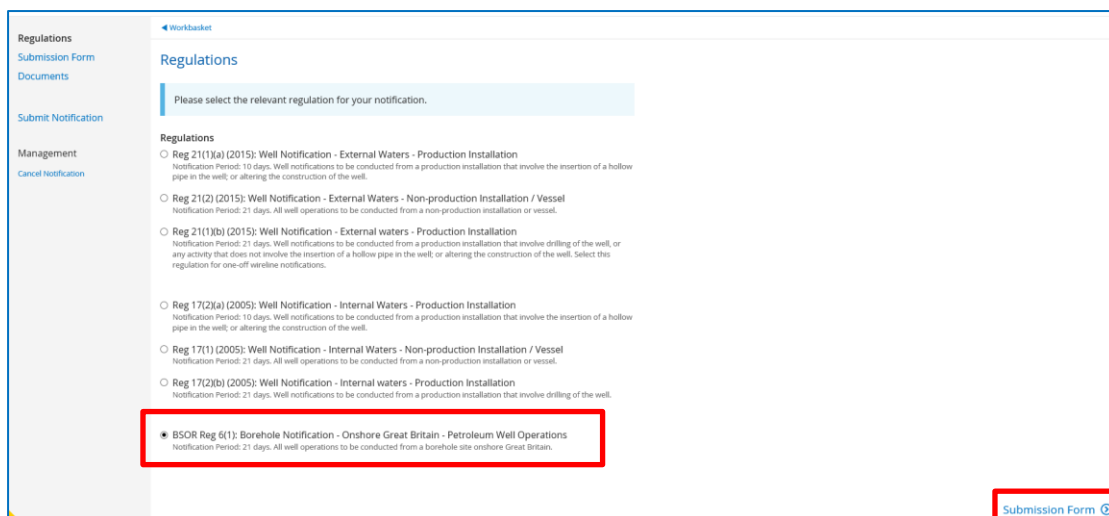 Regulations
Submission Form
Documents
Submit Notification
Management
Cancel Notification
Workbasket
Regulations
Please select the relevant regulation for your notification.
Regulations
Reg 21(1)(a) (2015): Well Notification - External Waters - Production Installation
Notification Period: 10 days. Well notifications to be conducted from a production installation that involve the insertion of a hollow
pipe in the well; or altering the construction of the well.
Reg 21(2) (2015): Well Notification - External Waters - Non-production Installation / Vessel
Notification Period: 21 days. All well operations to be conducted from a non-production installation or vessel.
Reg 21(1)(b) (2015): Well Notification - External waters - Production Installation
Notification Period: 21 days. Well notifications to be conducted from a production installation that involve drilling of the well, or
any activity that does not involve the insertion of a hollow pipe in the well; or altering the construction of the well. Select this
regulation for one-off wireline notifications.
Reg 17(2)(a) (2005): Well Notification - Internal Waters - Production Installation
Notification Period: 10 days. Well notifications to be conducted from a production installation that involve the insertion of a hollow
pipe in the well; or altering the construction of the well.
Reg 17(1) (2005): Well Notification - Internal Waters - Non-production Installation / Vessel
Notification Period: 21 days. All well operations to be conducted from a non-production installation or vessel.
Reg 17(2)(b) (2005): Well Notification - Internal waters - Production Installation
Notification Period: 21 days. Well notifications to be conducted from a production installation that involve drilling of the well.
BSOR Reg 6(1): Borehole Notification - Onshore Great Britain - Petroleum Well Operations
Notification Period: 21 days. All well operations to be conducted from a borehole site onshore Great Britain.
Submission Form